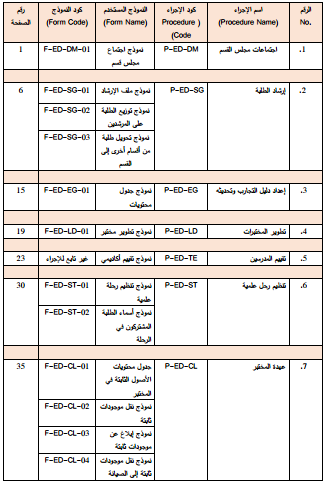 الرقم No. | اسم الإجراء (Procedure Name) | كود الإجراء Procedure ) (Code | النموذج المستخدم (Form Name) | كود النموذج (Form Code) | رقم الصفحة
.1 | اجتماعات مجلس القسم | P-ED-DM | نموذج اجتماع مجلس قسم | F-ED-DM-01 | 1
.2 | إرشاد الطلبة | P-ED-SG | نموذج ملف الإرشاد | F-ED-SG-01 | 6
نموذج توزيع الطلبة على المرشدين | F-ED-SG-02
نموذج تحويل طلبة من أقسام أخرى إلى القسم | F-ED-SG-03
.3 | إعداد دليل التجارب وتحديثه | P-ED-EG | نموذج جدول محتويات | F-ED-EG-01 | 15
.4 | تطوير المختبرات | P-ED-LD | نموذج تطوير مختبر | F-ED-LD-01 | 19
.5 | تقييم المدرسين | P-ED-TE | نموذج تقييم أكاديمي | غير تابع للإجراء | 23
.6 | تنظيم رحل علمية | P-ED-ST | نموذج تنظيم رحلة علمية | F-ED-ST-01 | 30
نموذج أسماء الطلبة المشتركون في الرحلة | F-ED-ST-02
.7 | عهدة المختبر | P-ED-CL | جدول محتويات الأصول الثابتة في المختبر | F-ED-CL-01 | 35
نموذج نقل موجودات ثابتة | F-ED-CL-02
نموذج إبلاغ عن موجودات ثابتة | F-ED-CL-03
نموذج نقل موجودات ثابتة إلى الصيانة | F-ED-CL-04